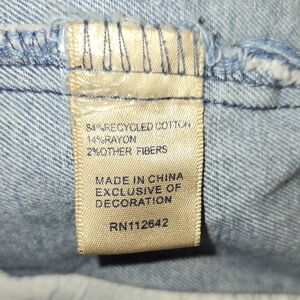 84%RECYCLED COTTON
14%RAYON
2%OTHER FIBERS
MADE IN CHINA
EXCLUSIVE OF
DECORATION
RN112642